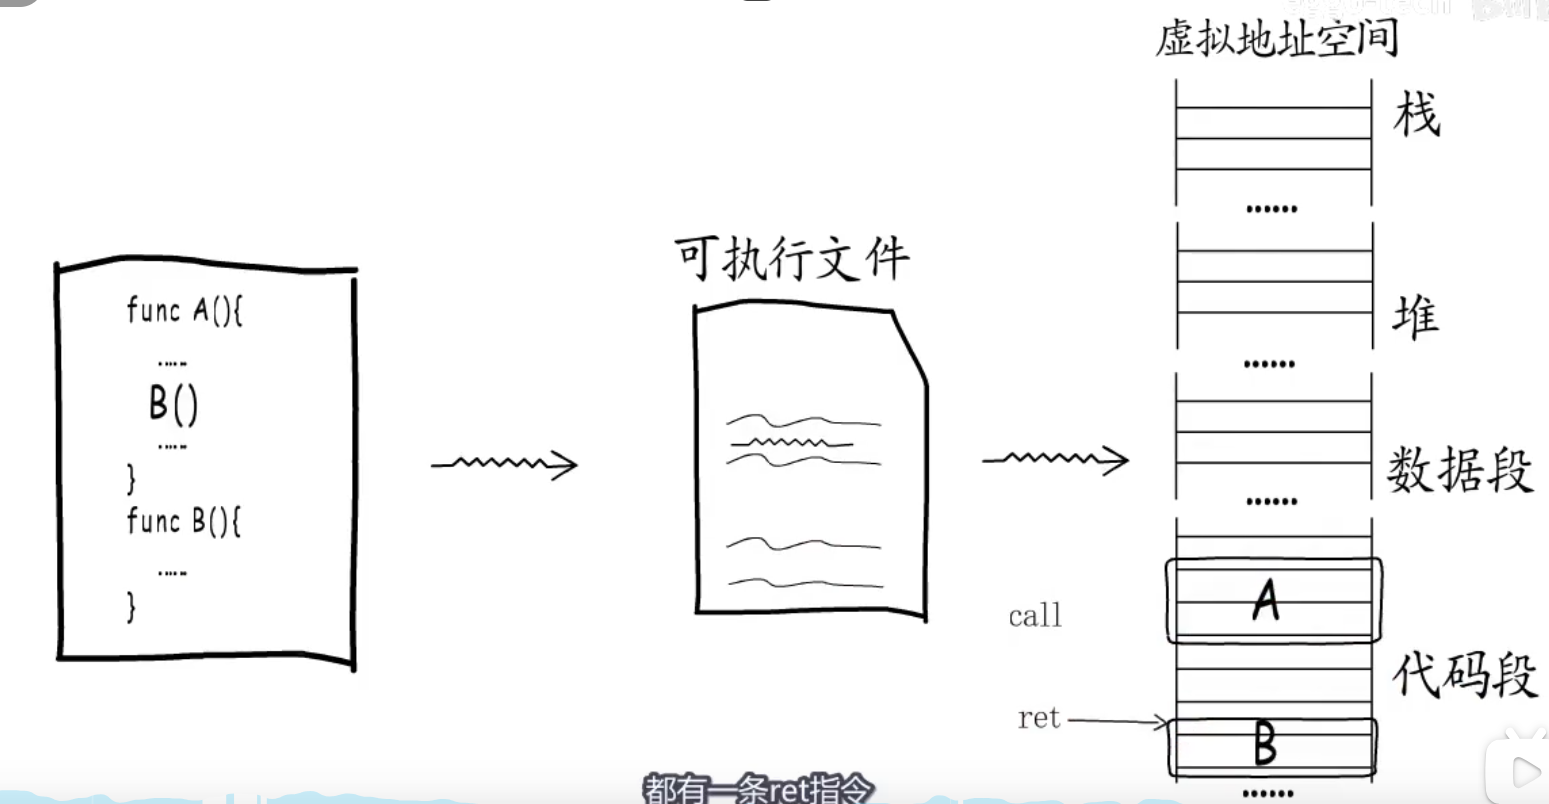 虚拟地址空间
栈
堆
数据段
代码段
可执行文件
func A(){
.....
B()
.....
}
func B(){
.....
}
......
......
......
A
call
ret
B
......
都有一条ret指令